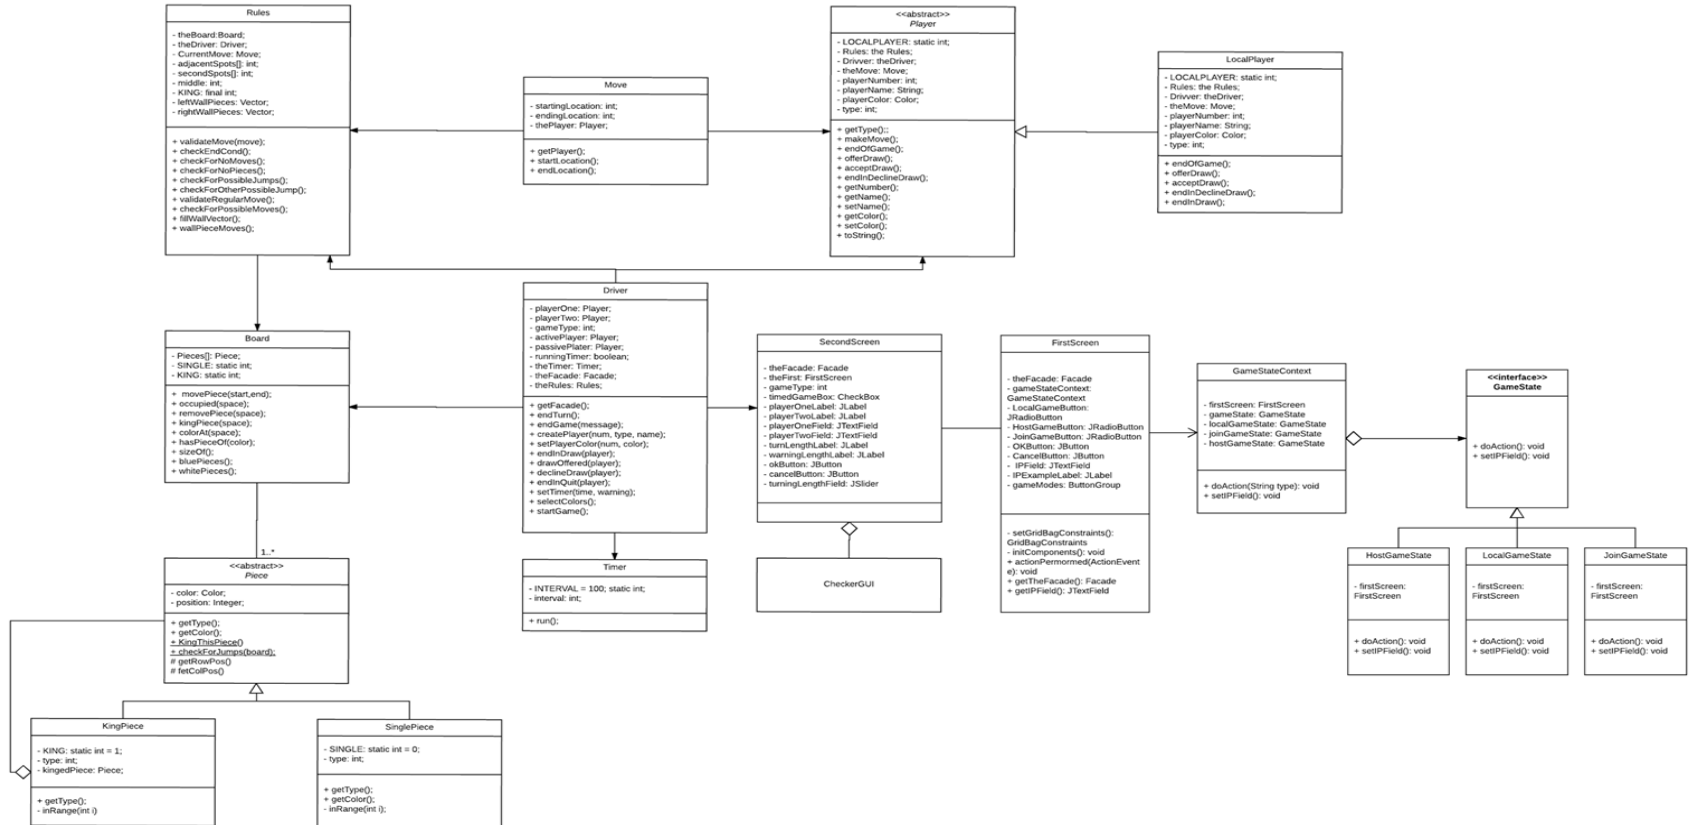 Rules
- theBoard:Board;
- theDriver: Driver;
- CurrentMove: Move;
- adjacentSpots[]: int;
- secondSpots[]: int;
- middle: int;
- KING: final int;
- leftWallPieces: Vector;
- rightWallPieces: Vector;
+ validateMove(move);
+ checkEndCond();
+ checkForNoMoves();
+ checkForNoPieces();
+ checkForPossibleJumps();
+ checkForOtherPossibleJump();
+ validateRegularMove();
+ checkForPossibleMoves();
+ fillWallVector();
+ wallPieceMoves();
Move
- startingLocation: int;
- endingLocation: int;
- thePlayer: Player;
+ getPlayer();
+ startLocation();
+ endLocation();
<<abstract>>
Player
- LOCALPLAYER: static int;
- Rules: the Rules;
- Drivver: theDriver;
- theMove: Move;
- playerNumber: int;
- playerName: String;
- playerColor: Color;
- type: int;
+ getType();;
+ makeMove();
+ endOfGame();
+ offerDraw();
+ acceptDraw();
+ endInDeclineDraw();
+ getNumber();
+ getName();
+ setName();
+ getColor();
+ setColor();
+ toString();
LocalPlayer
- LOCALPLAYER: static int;
- Rules: the Rules;
- Drivver: theDriver;
- theMove: Move;
- playerNumber: int;
- playerName: String;
- playerColor: Color;
- type: int;
+ endOfGame();
+ offerDraw();
+ acceptDraw();
+ endInDeclineDraw();
+ endInDraw();
Board
- Pieces[]: Piece;
- SINGLE: static int;
- KING: static int;
+ movePiece(start,end);
+ occupied(space);
+ removePiece(space);
+ kingPiece(space);
+ colorAt(space);
+ hasPieceOf(color);
+ sizeOf();
+ bluePieces();
+ whitePieces();
1..*
Driver
- playerOne: Player;
- playerTwo: Player;
- gameType: int;
- activePlayer: Player;
- passivePlater: Player;
- runningTimer: boolean;
- theTimer: Timer;
- theFacade: Facade;
- theRules: Rules;
+ getFacade();
+ endTurn();
+ endGame(message);
+ createPlayer(num, type, name);
+ setPlayerColor(num, color);
+ endInDraw(player);
+ drawOffered(player);
+ declineDraw(player);
+ endInQuit(player);
+ setTimer(time, warning);
+ selectColors();
+ startGame();
SecondScreen
- theFacade: Facade
- theFirst: FirstScreen
- gameType: int
- timedGameBox: CheckBox
- playerOneLabel: JLabel
- playerTwoLabel: JLabel
- playerOneField: JTextField
- playerTwoField: JTextField
- turnLengthLabel: JLabel
- warningLengthLabel: JLabel
- okButton: JButton
- cancelButton: JButton
- turningLengthField: JSlider
FirstScreen
- theFacade: Facade
- gameStateContext:
GameStateContext
- LocalGameButton:
JRadioButton
- HostGameButton: JRadioButton
- JoinGameButton: JRadioButton
- OKButton: JButton
- CancelButton: JButton
- IPField: JTextField
- IPExampleLabel: JLabel
- gameModes: ButtonGroup
- setGridBagConstraints():
GridBagConstraints
- initComponents(): void
+ actionPermormed(ActionEvent
e): void
+ getTheFacade(): Facade
+ getIPField(): JTextField
GameStateContext
- firstScreen: FirstScreen
- gameState: GameState
- localGameState: GameState
- joinGameState: GameState
- hostGameState: GameState
+ doAction(String type): void
+ setIPField(): void
<<interface>>
GameState
+ doAction(): void
+ setIPField(): void
<<abstract>>
Piece
- color: Color;
- position: Integer;
+ getType();
+ getColor();
+ KingThisPiece()
+ checkForJumps(board);
# getRowPos()
# fetColPos()
Timer
- INTERVAL = 100; static int;
- interval: int;
+ run();
CheckerGUI
HostGameState
- firstScreen:
FirstScreen
+ doAction(): void
+ setIPField(): void
LocalGameState
- firstScreen:
FirstScreen
+ doAction(): void
+ setIPField(): void
JoinGameState
- firstScreen:
FirstScreen
+ doAction(): void
+ setIPField(): void
KingPiece
- KING: static int = 1;
- type: int;
- kingedPiece: Piece;
+ getType();
- inRange(int i)
SinglePiece
- SINGLE: static int = 0;
- type: int;
+ getType();
+ getColor();
- inRange(int i);